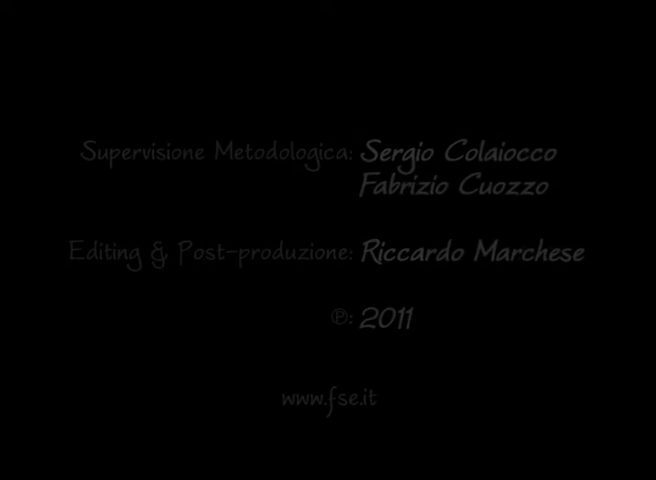 Supervisione Metodologica: Sergio Colaiocco
Fabrizio Cuozzo
Editing & Post-produzione: Riccardo Marchese
℗: 2011
www.fse.it